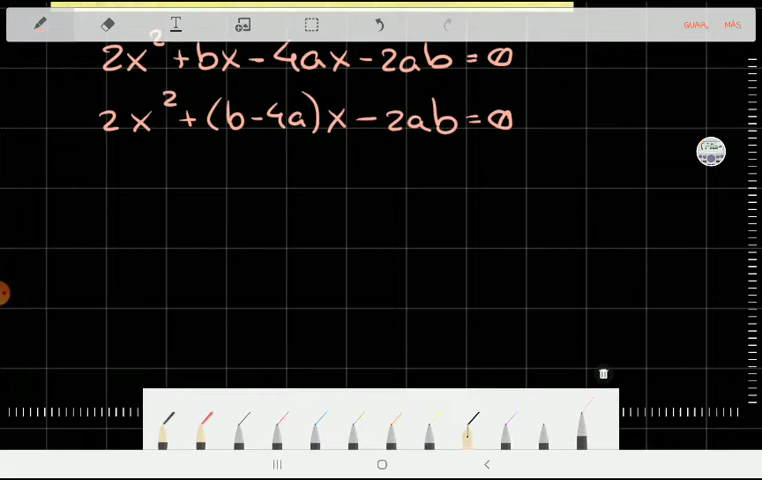 T GUAR. MÁS
2x² + bx - 4ax - 2ab = 0
2x² + (b - 4a)x - 2ab = 0